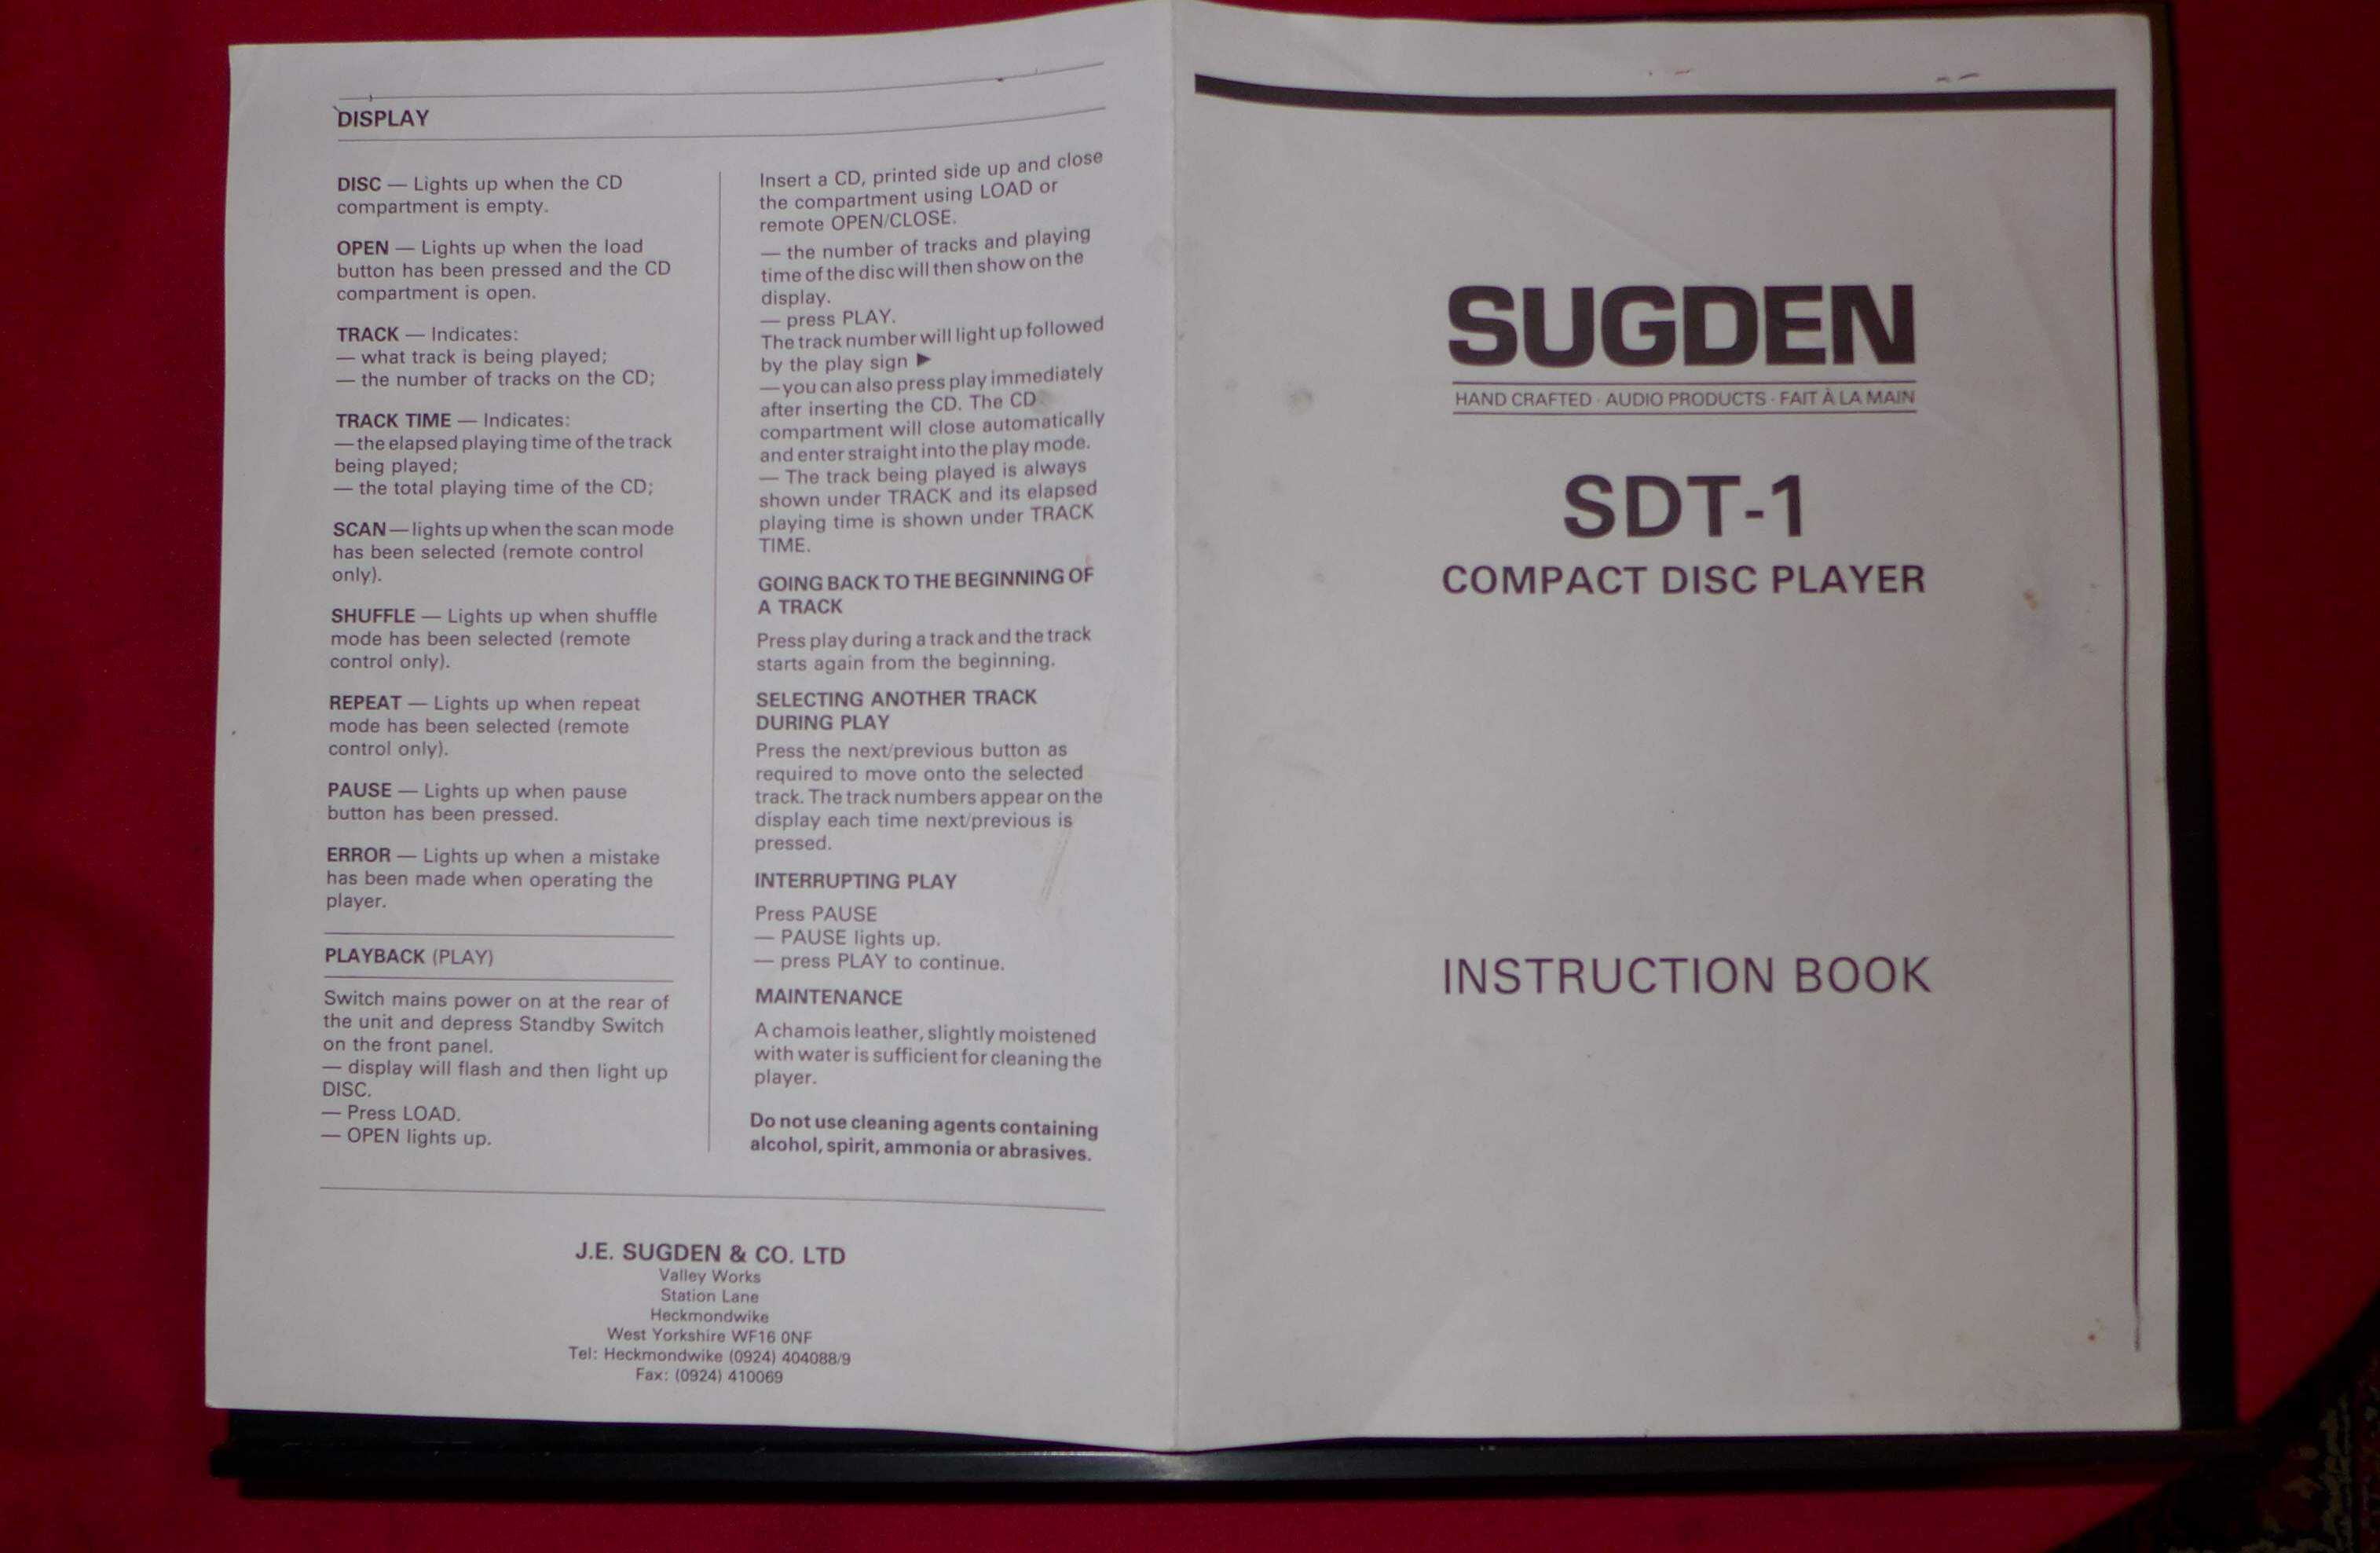 DISPLAY
DISC — Lights up when the CD
compartment is empty.
OPEN — Lights up when the load
button has been pressed and the CD
compartment is open.
TRACK — Indicates:
— what track is being played;
— the number of tracks on the CD;
TRACK TIME — Indicates:
— the elapsed playing time of the track
being played;
— the total playing time of the CD;
SCAN — lights up when the scan mode
has been selected (remote control
only).
SHUFFLE — Lights up when shuffle
mode has been selected (remote
control only).
REPEAT — Lights up when repeat
mode has been selected (remote
control only).
PAUSE — Lights up when pause
button has been pressed.
ERROR — Lights up when a mistake
has been made when operating the
player.
PLAYBACK (PLAY)
Switch mains power on at the rear of
the unit and depress Standby Switch
on the front panel.
— display will flash and then light up
DISC.
— Press LOAD.
— OPEN lights up.
Insert a CD, printed side up and close
the compartment using LOAD or
remote OPEN/CLOSE.
— the number of tracks and playing
time of the disc will then show on the
display.
— press PLAY.
The track number will light up followed
by the play sign ▶
— you can also press play immediately
after inserting the CD. The CD
compartment will close automatically
and enter straight into the play mode.
— The track being played is always
shown under TRACK and its elapsed
playing time is shown under TRACK
TIME.
GOING BACK TO THE BEGINNING OF
A TRACK
Press play during a track and the track
starts again from the beginning.
SELECTING ANOTHER TRACK
DURING PLAY
Press the next/previous button as
required to move onto the selected
track. The track numbers appear on the
display each time next/previous is
pressed.
INTERRUPTING PLAY
Press PAUSE
— PAUSE lights up.
— press PLAY to continue.
MAINTENANCE
A chamois leather, slightly moistened
with water is sufficient for cleaning the
player.
Do not use cleaning agents containing
alcohol, spirit, ammonia or abrasives.
J.E. SUGDEN & CO. LTD
Valley Works
Station Lane
Heckmondwike
West Yorkshire WF16 0NF
Tel: Heckmondwike (0924) 404088/9
Fax: (0924) 410069
SUGDEN
HAND CRAFTED · AUDIO PRODUCTS · FAIT À LA MAIN
SDT-1
COMPACT DISC PLAYER
INSTRUCTION BOOK